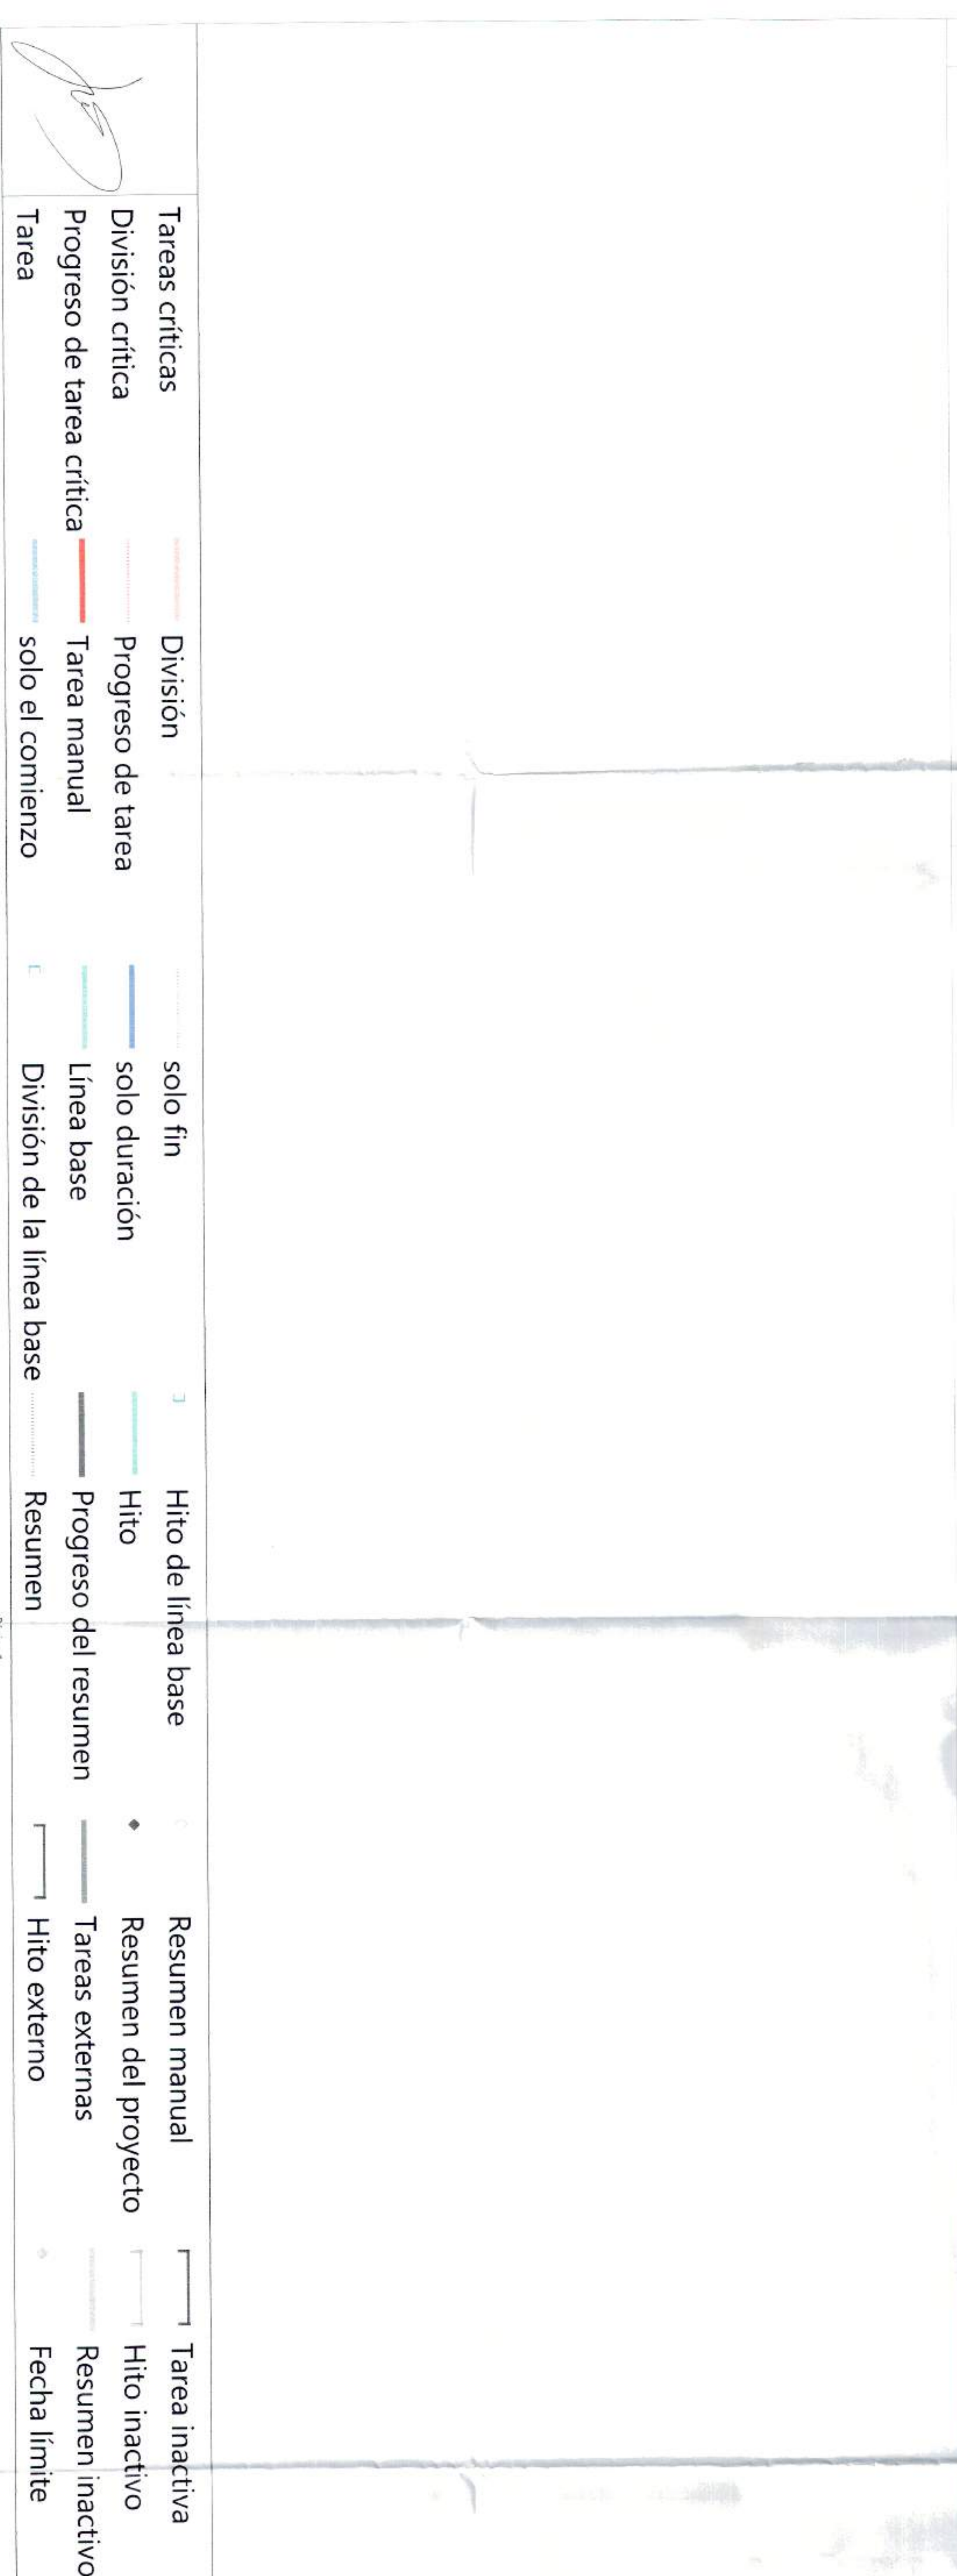 Tareas críticas División solo fin Hito de línea base Resumen manual Tarea inactiva
División crítica Progreso de tarea solo duración Hito Resumen del proyecto Hito inactivo
Progreso de tarea crítica Tarea manual Línea base Progreso del resumen Tareas externas Resumen inactivo
Tarea solo el comienzo División de la línea base Resumen Hito externo Fecha límite